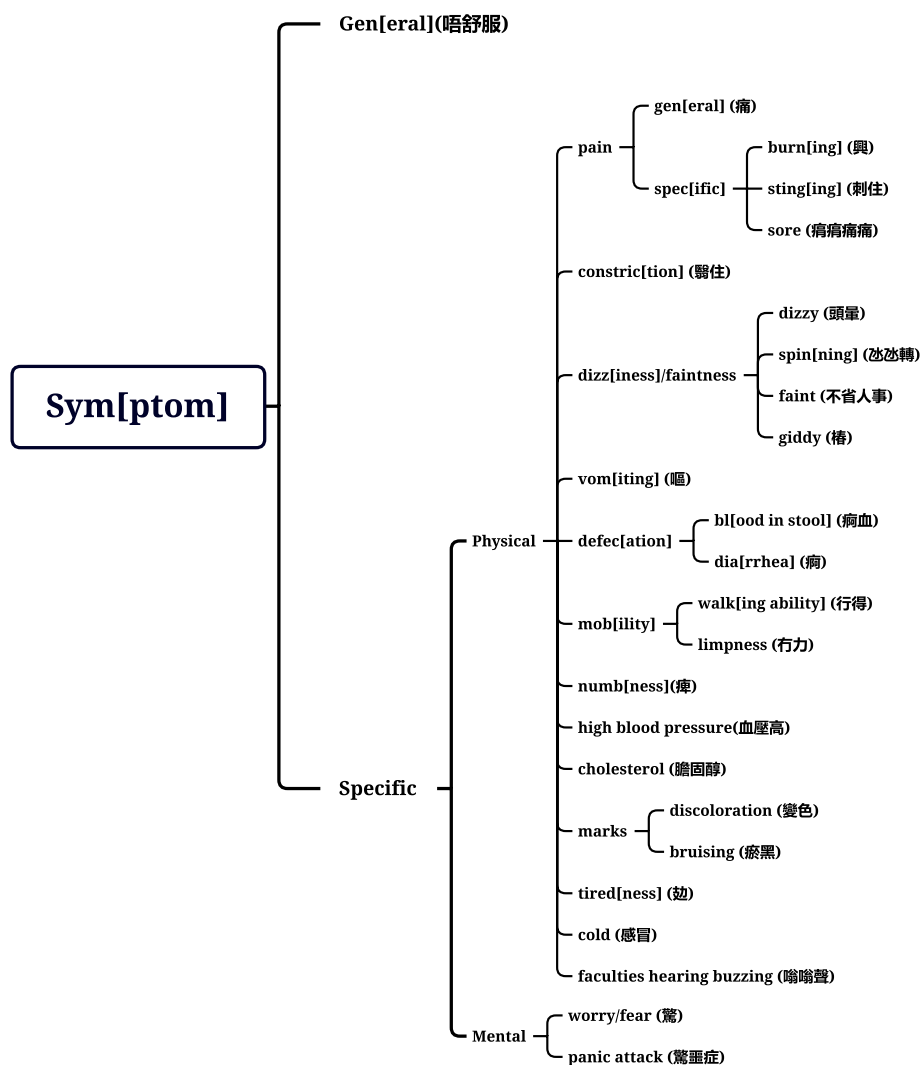 Gen[eral](唔舒服)
gen[eral] (痛)
pain
burn[ing] (興)
spec[ific]
sting[ing] (刺住)
sore (痟痟痛痛)
constric[tion] (翳住)
dizzy (頭暈)
spin[ning] (氹氹轉)
dizz[iness]/faintness
faint (不省人事)
Sym[ptom]
giddy (椿)
vom[iting] (嘔)
bl[ood in stool] (痾血)
Physical
defec[ation]
dia[rrhea] (痾)
walk[ing ability] (行得)
mob[ility]
limpness (冇力)
numb[ness](痺)
high blood pressure(血壓高)
cholesterol (膽固醇)
Specific
discoloration (變色)
marks
bruising (瘀黑)
tired[ness] (攰)
cold (感冒)
faculties hearing buzzing (嗡嗡聲)
worry/fear (驚)
Mental
panic attack (驚噩症)